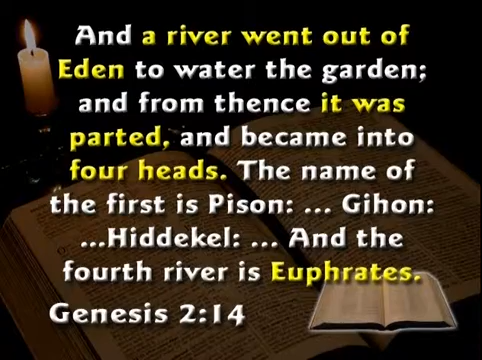 And a river went out of
Eden to water the garden;
and from thence it was
parted, and became into
four heads. The name of
the first is Pison: ... Gihon:
...Hiddekel: ... And the
fourth river is Euphrates.
Genesis 2:14